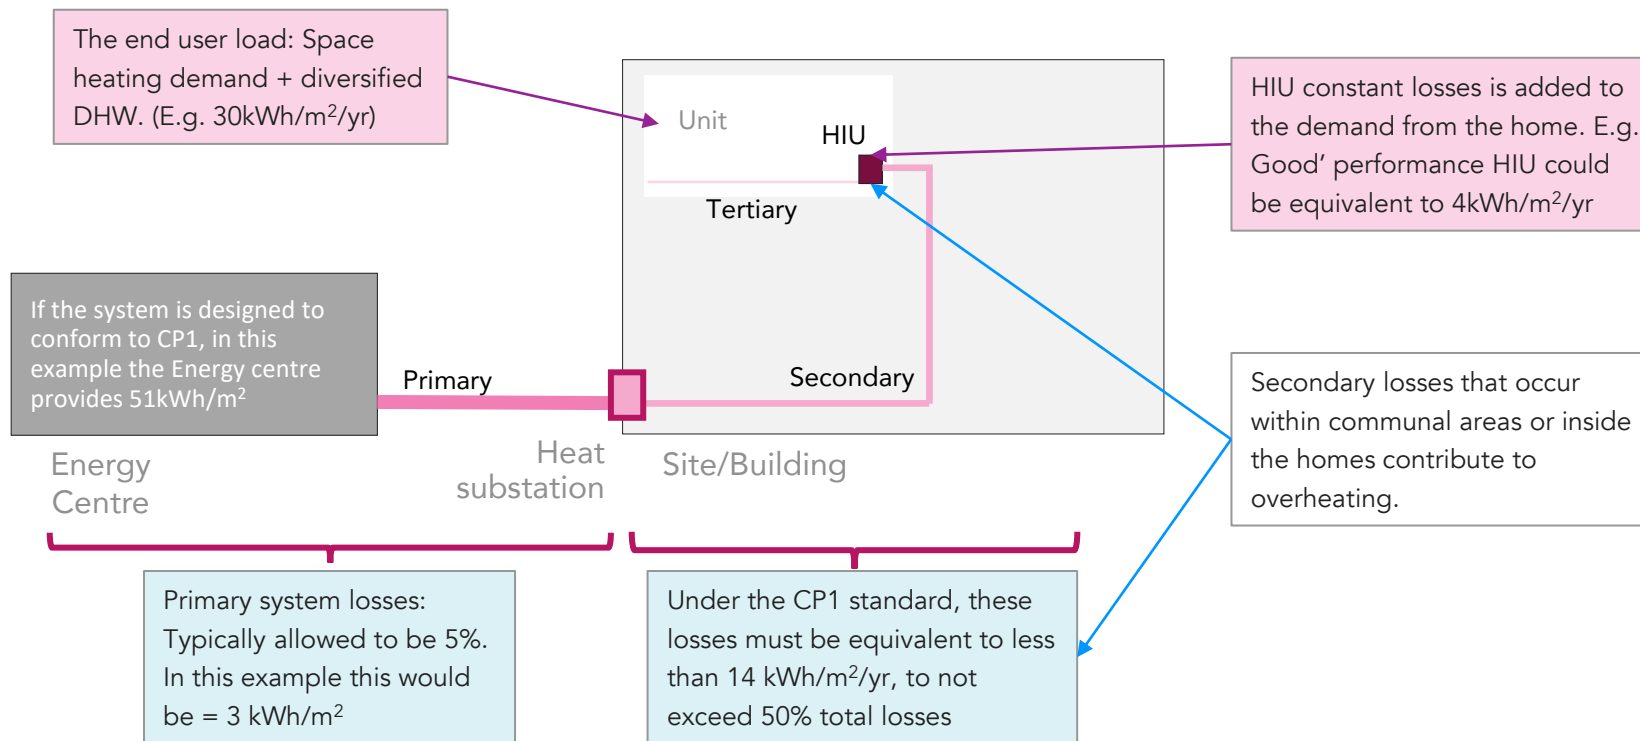 The end user load: Space
heating demand + diversified
DHW. (E.g. 30kWh/m²/yr)
Unit
HIU
Tertiary
HIU constant losses is added to
the demand from the home. E.g.
Good’ performance HIU could
be equivalent to 4kWh/m²/yr
If the system is designed to
conform to CP1, in this
example the Energy centre
provides 51kWh/m²
Primary
Secondary
Secondary losses that occur
within communal areas or inside
the homes contribute to
overheating.
Energy
Centre
Heat
substation
Site/Building
Primary system losses:
Typically allowed to be 5%.
In this example this would
be = 3 kWh/m²
Under the CP1 standard, these
losses must be equivalent to less
than 14 kWh/m²/yr, to not
exceed 50% total losses